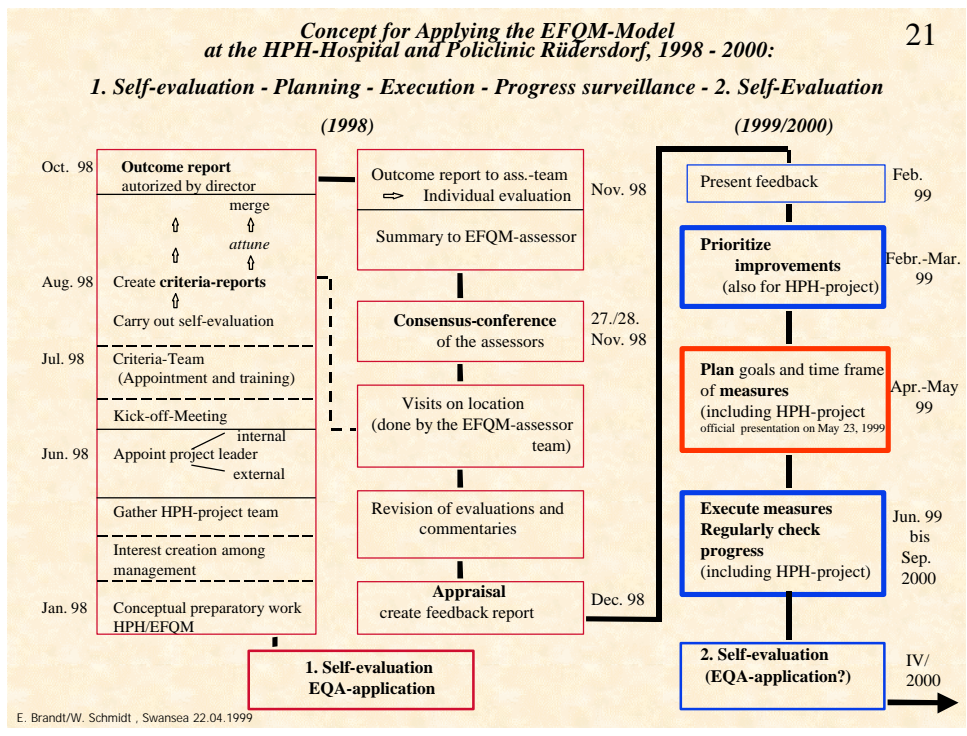 Concept for Applying the EFQM-Model
21
at the HPH-Hospital and Policlinic Rüdersdorf, 1998 - 2000:
1. Self-evaluation - Planning - Execution - Progress surveillance - 2. Self-Evaluation
(1998)
(1999/2000)
Oct. 98
Outcome report
autorized by director
merge
attune
Aug. 98
Create criteria-reports
Carry out self-evaluation
Jul. 98
Criteria-Team
(Appointment and training)
Kick-off-Meeting
internal
Jun. 98
Appoint project leader
external
Gather HPH-project team
Interest creation among
management
Jan. 98
Conceptual preparatory work
HPH/EFQM
1. Self-evaluation
EQA-application
Outcome report to ass.-team
⇨ Individual evaluation
Nov. 98
Summary to EFQM-assessor
Consensus-conference
of the assessors
27./28.
Nov. 98
Visits on location
(done by the EFQM-assessor
team)
Revision of evaluations and
commentaries
Appraisal
create feedback report
Dec. 98
Present feedback
Feb.
99
Prioritize
improvements
(also for HPH-project)
Febr.-Mar.
99
Plan goals and time frame
of measures
(including HPH-project
official presentation on May 23, 1999
Apr.-May
99
Execute measures
Regularly check
progress
(including HPH-project)
Jun. 99
bis
Sep.
2000
2. Self-evaluation
(EQA-application?)
IV/
2000
E. Brandt/W. Schmidt , Swansea 22.04.1999